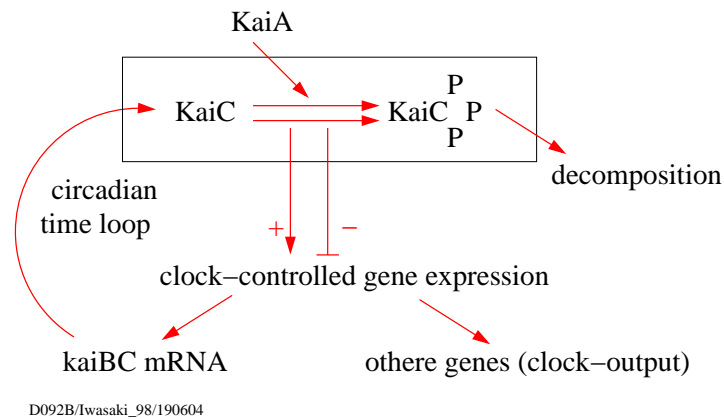 KaiA
P
KaiC KaiC P
P
decomposition
circadian
time loop
+ −
clock−controlled gene expression
kaiBC mRNA othere genes (clock−output)
D092B/Iwasaki_98/190604